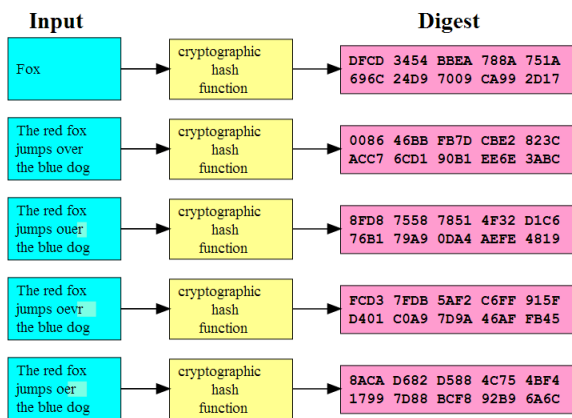 Input
Digest
Fox
cryptographic
hash
function
DFCD 3454 BBEA 788A 751A
696C 24D9 7009 CA99 2D17
The red fox
jumps over
the blue dog
cryptographic
hash
function
0086 46BB FB7D CBE2 823C
ACC7 6CD1 90B1 EE6E 3ABC
The red fox
jumps ouer
the blue dog
cryptographic
hash
function
8FD8 7558 7851 4F32 D1C6
76B1 79A9 0DA4 AEFE 4819
The red fox
jumps oevr
the blue dog
cryptographic
hash
function
FCD3 7FDB 5AF2 C6FF 915F
D401 C0A9 7D9A 46AF FB45
The red fox
jumps oer
the blue dog
cryptographic
hash
function
8ACA D682 D588 4C75 4BF4
1799 7D88 BCF8 92B9 6A6C